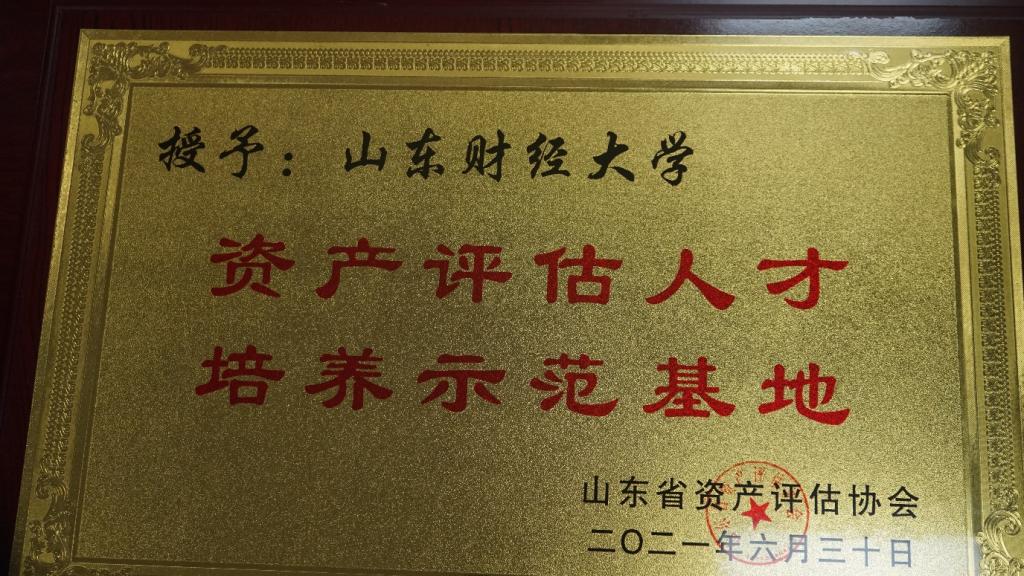 授予：山东财经大学
资产评估人才
培养示范基地
山东省资产评估协会
二〇二一年六月三十日